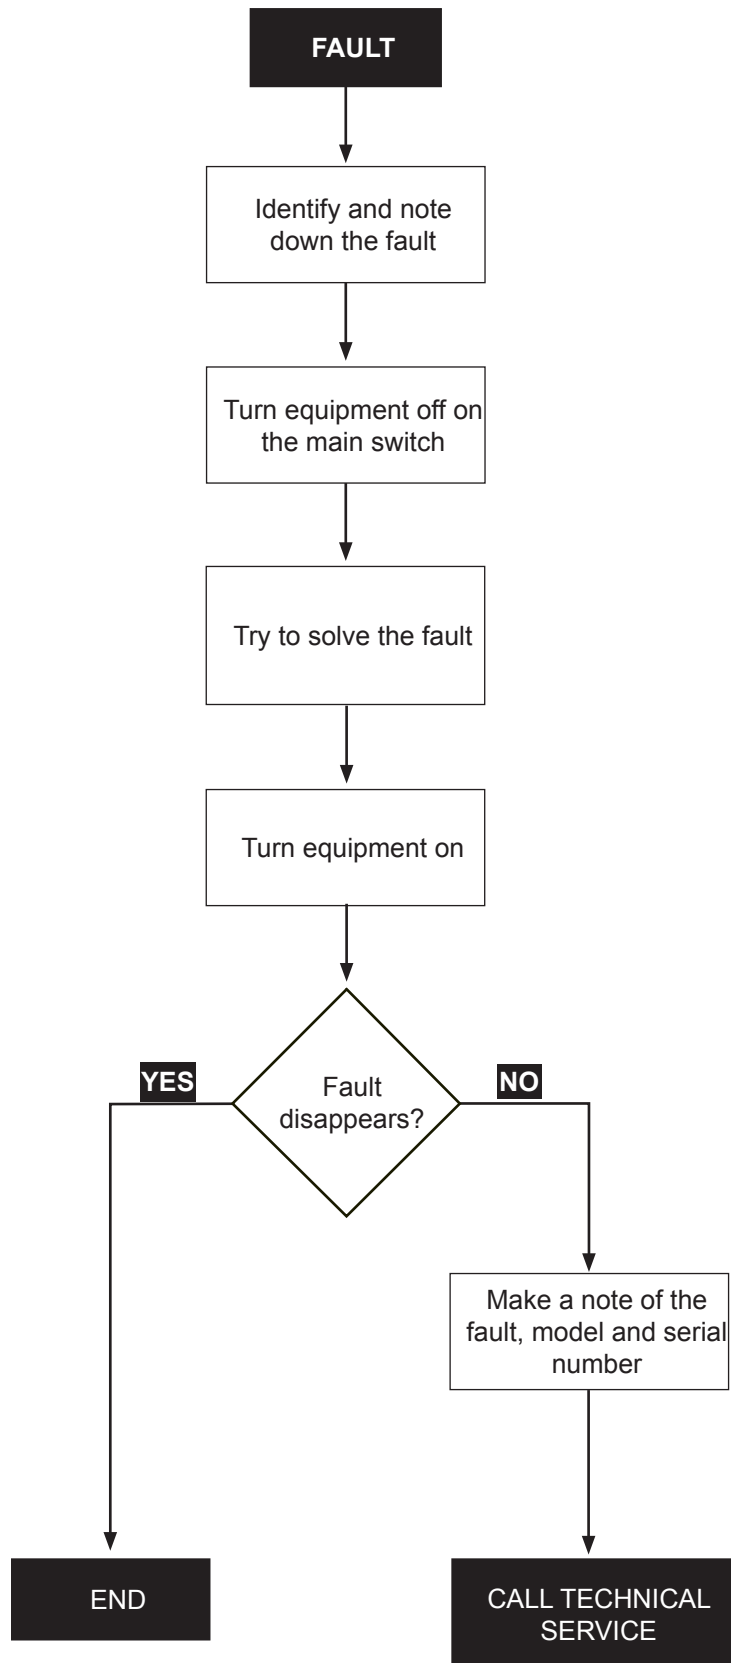 FAULT
Identify and note
down the fault
Turn equipment off on
the main switch
Try to solve the fault
Turn equipment on
YES
NO
Fault
disappears?
Make a note of the
fault, model and serial
number
END
CALL TECHNICAL
SERVICE